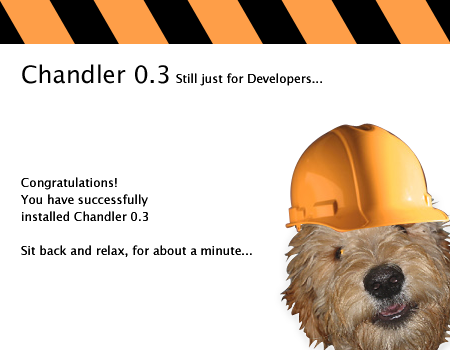 Chandler 0.3 Still just for Developers...
Congratulations!
You have successfully
installed Chandler 0.3
Sit back and relax, for about a minute...